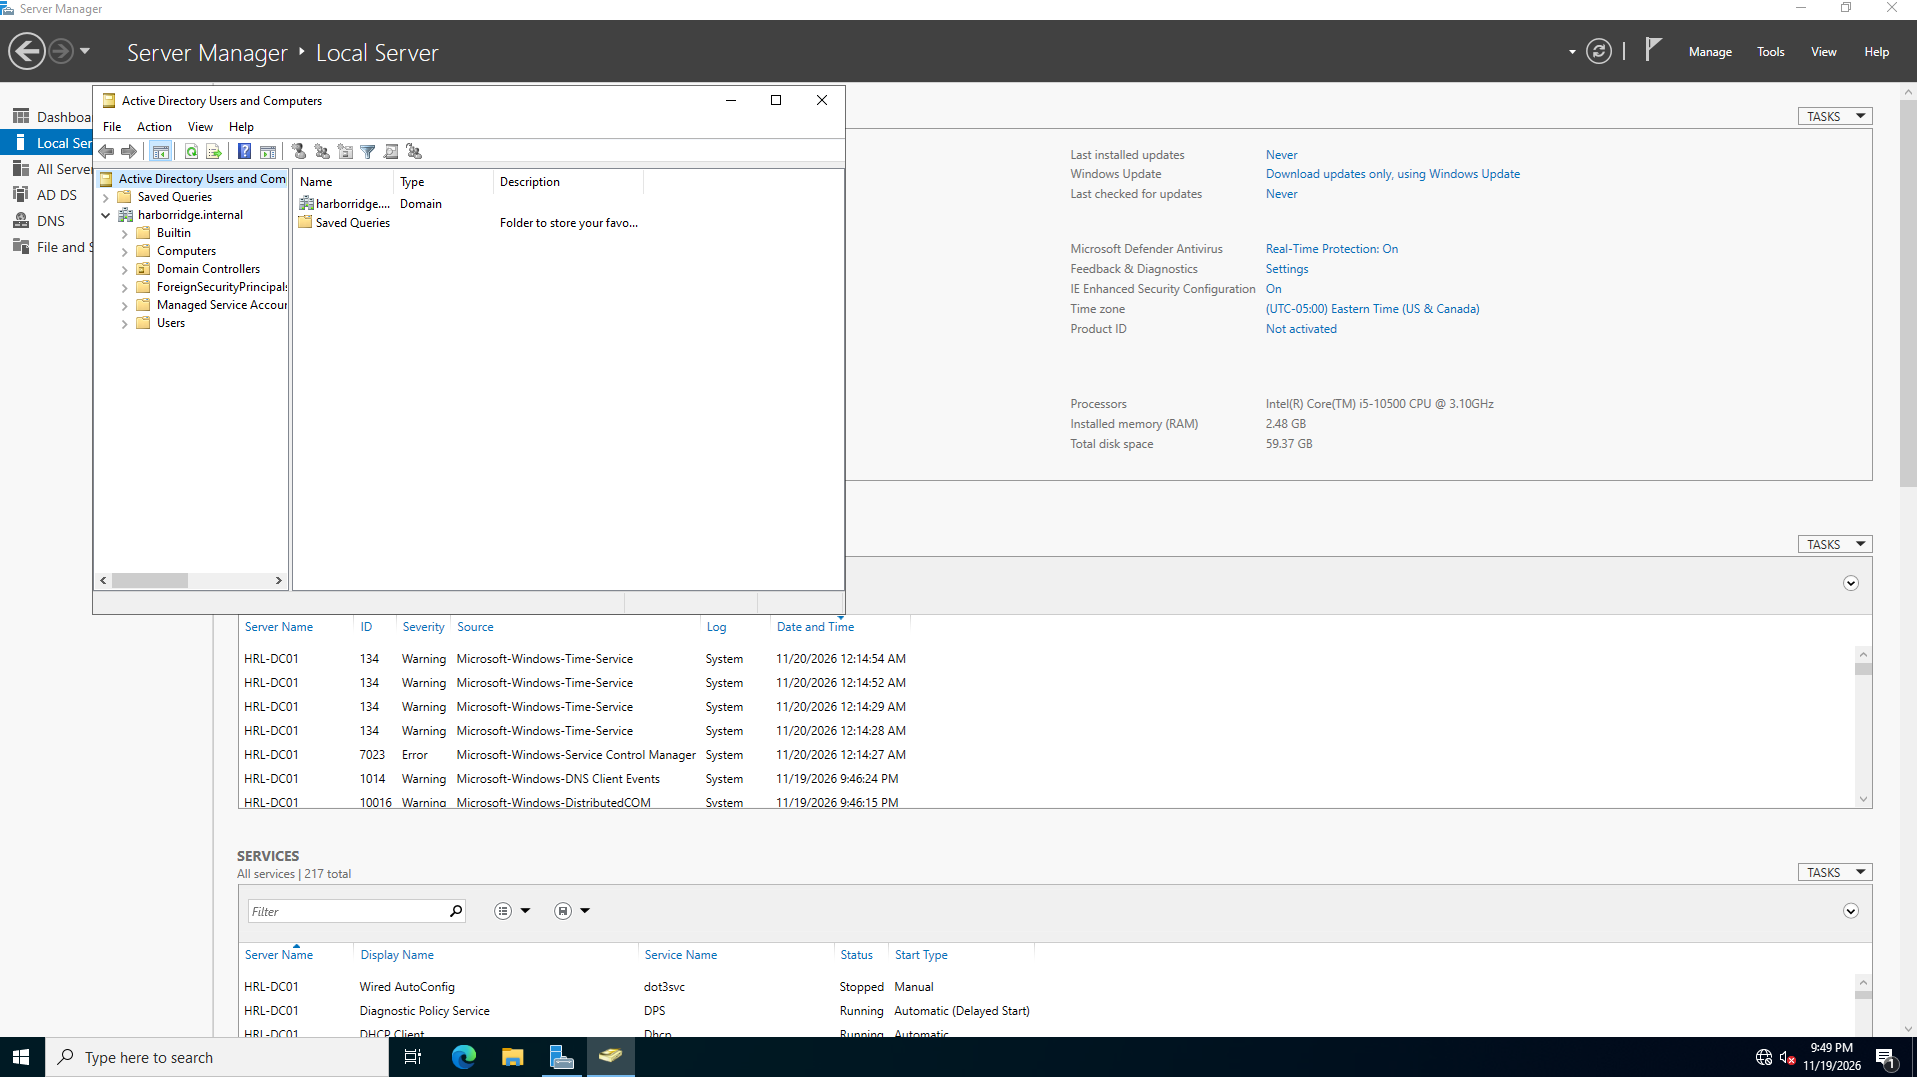 Server Manager
Server Manager ‣ Local Server
Manage Tools View Help
Active Directory Users and Computers
File Action View Help
Dashboa
Local Ser
All Serve
AD DS
DNS
File and S
Active Directory Users and Com
Saved Queries
harborridge.internal
Builtin
Computers
Domain Controllers
ForeignSecurityPrincipals
Managed Service Accour
Users
Name Type Description
harborridge.... Domain
Saved Queries Folder to store your favo...
TASKS
Last installed updates Never
Windows Update Download updates only, using Windows Update
Last checked for updates Never
Microsoft Defender Antivirus Real-Time Protection: On
Feedback & Diagnostics Settings
IE Enhanced Security Configuration On
Time zone (UTC-05:00) Eastern Time (US & Canada)
Product ID Not activated
Processors Intel(R) Core(TM) i5-10500 CPU @ 3.10GHz
Installed memory (RAM) 2.48 GB
Total disk space 59.37 GB
TASKS
Server Name ID Severity Source Log Date and Time
HRL-DC01 134 Warning Microsoft-Windows-Time-Service System 11/20/2026 12:14:54 AM
HRL-DC01 134 Warning Microsoft-Windows-Time-Service System 11/20/2026 12:14:52 AM
HRL-DC01 134 Warning Microsoft-Windows-Time-Service System 11/20/2026 12:14:29 AM
HRL-DC01 134 Warning Microsoft-Windows-Time-Service System 11/20/2026 12:14:28 AM
HRL-DC01 7023 Error Microsoft-Windows-Service Control Manager System 11/20/2026 12:14:27 AM
HRL-DC01 1014 Warning Microsoft-Windows-DNS Client Events System 11/19/2026 9:46:24 PM
HRL-DC01 10016 Warning Microsoft-Windows-DistributedCOM System 11/19/2026 9:46:15 PM
SERVICES
All services | 217 total
TASKS
Filter
Server Name Display Name Service Name Status Start Type
HRL-DC01 Wired AutoConfig dot3svc Stopped Manual
HRL-DC01 Diagnostic Policy Service DPS Running Automatic (Delayed Start)
HRL-DC01 DHCP Client Dhcp Running Automatic
Type here to search
9:49 PM
11/19/2026
1